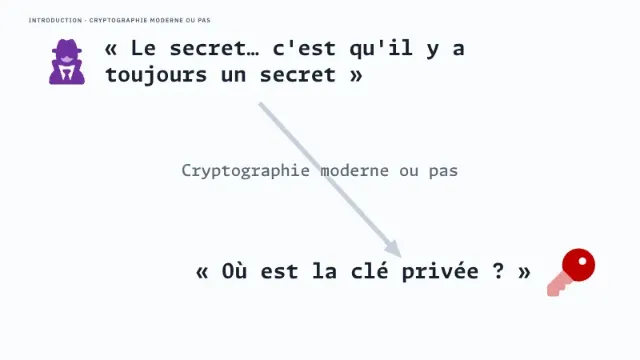 INTRODUCTION - CRYPTOGRAPHIE MODERNE OU PAS
« Le secret… c'est qu'il y a
toujours un secret »
Cryptographie moderne ou pas
« Où est la clé privée ? »